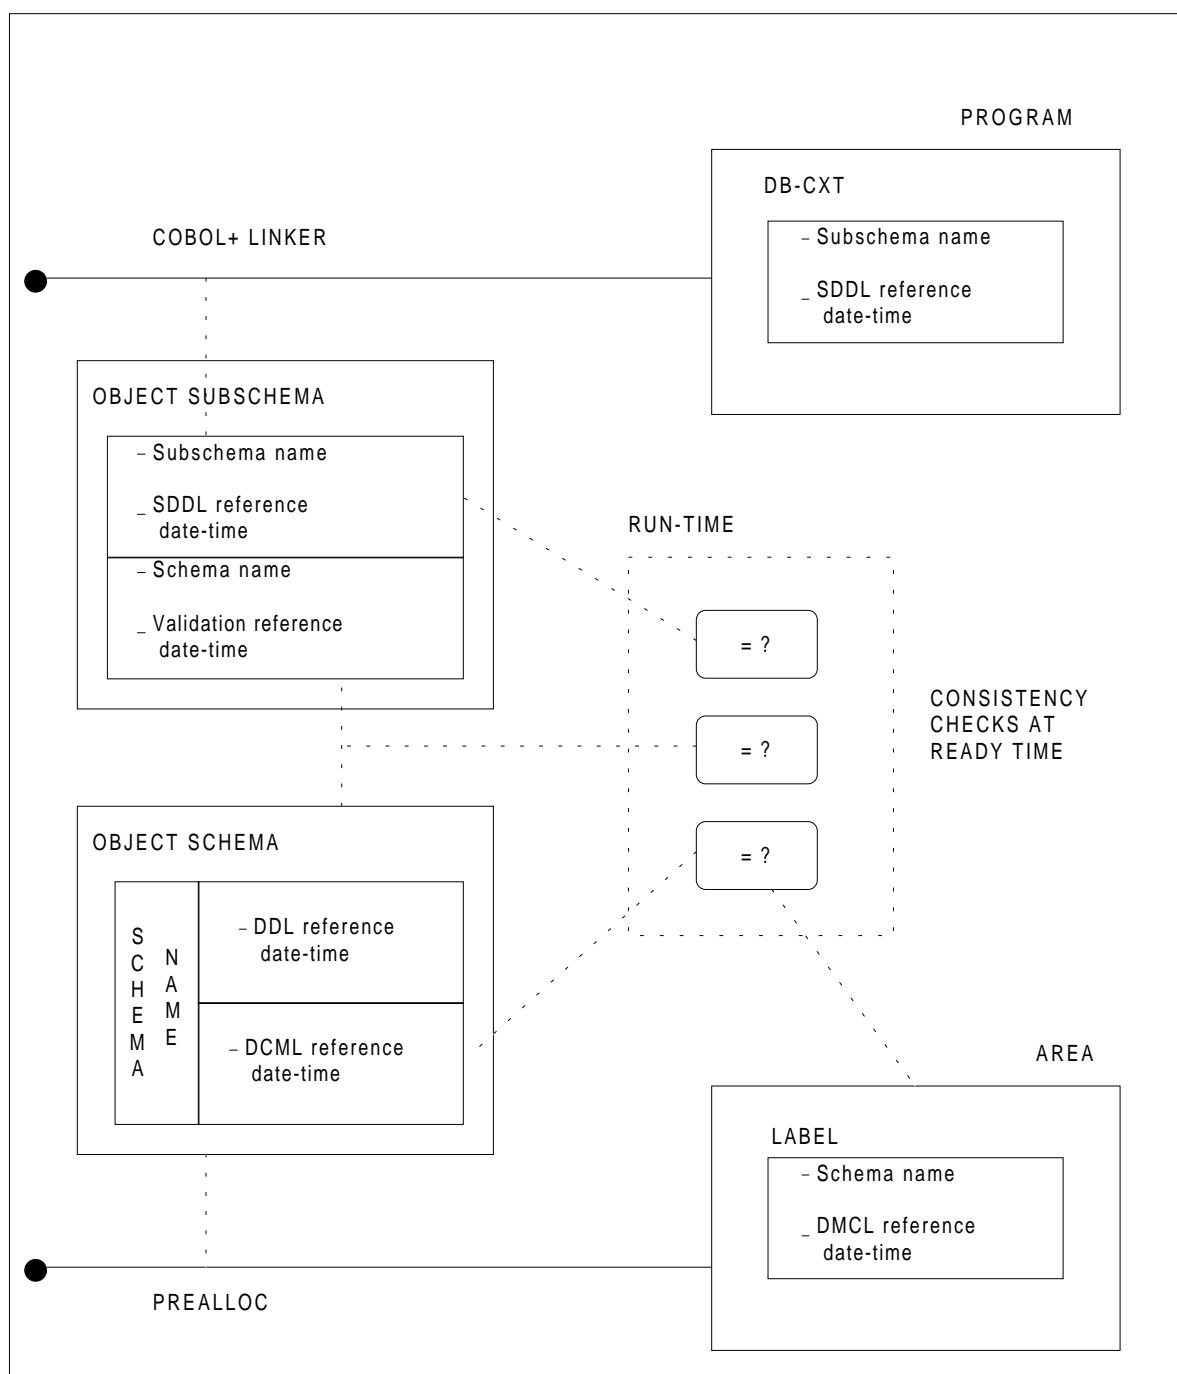 PROGRAM
DB-CXT
– Subschema name
_ SDDL reference
date-time
COBOL+ LINKER
OBJECT SUBSCHEMA
– Subschema name
_ SDDL reference
date-time
– Schema name
_ Validation reference
date-time
RUN-TIME
= ?
= ?
= ?
CONSISTENCY
CHECKS AT
READY TIME
OBJECT SCHEMA
SCHEMA
NAME
– DDL reference
date-time
– DCML reference
date-time
AREA
LABEL
– Schema name
_ DMCL reference
date-time
PREALLOC